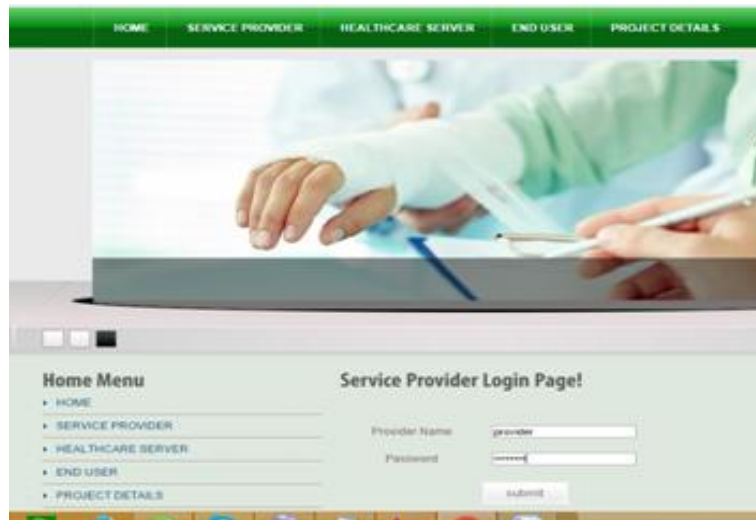 HOME SERVICE PROVIDER HEALTHCARE SERVER END USER PROJECT DETAILS
Home Menu
HOME
SERVICE PROVIDER
HEALTHCARE SERVER
END USER
PROJECT DETAILS
Service Provider Login Page!
Provider Name provider
Password
submit